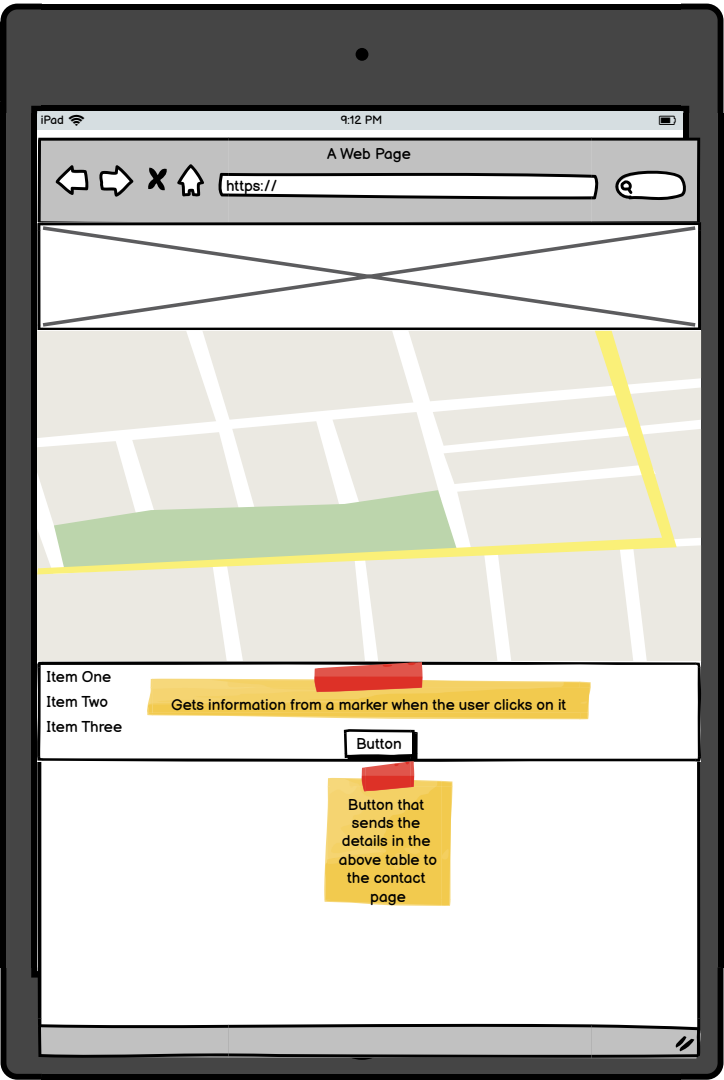 iPad 9:12 PM
A Web Page
https://
Item One
Item Two
Item Three
Gets information from a marker when the user clicks on it
Button
Button that
sends the
details in the
above table to
the contact
page